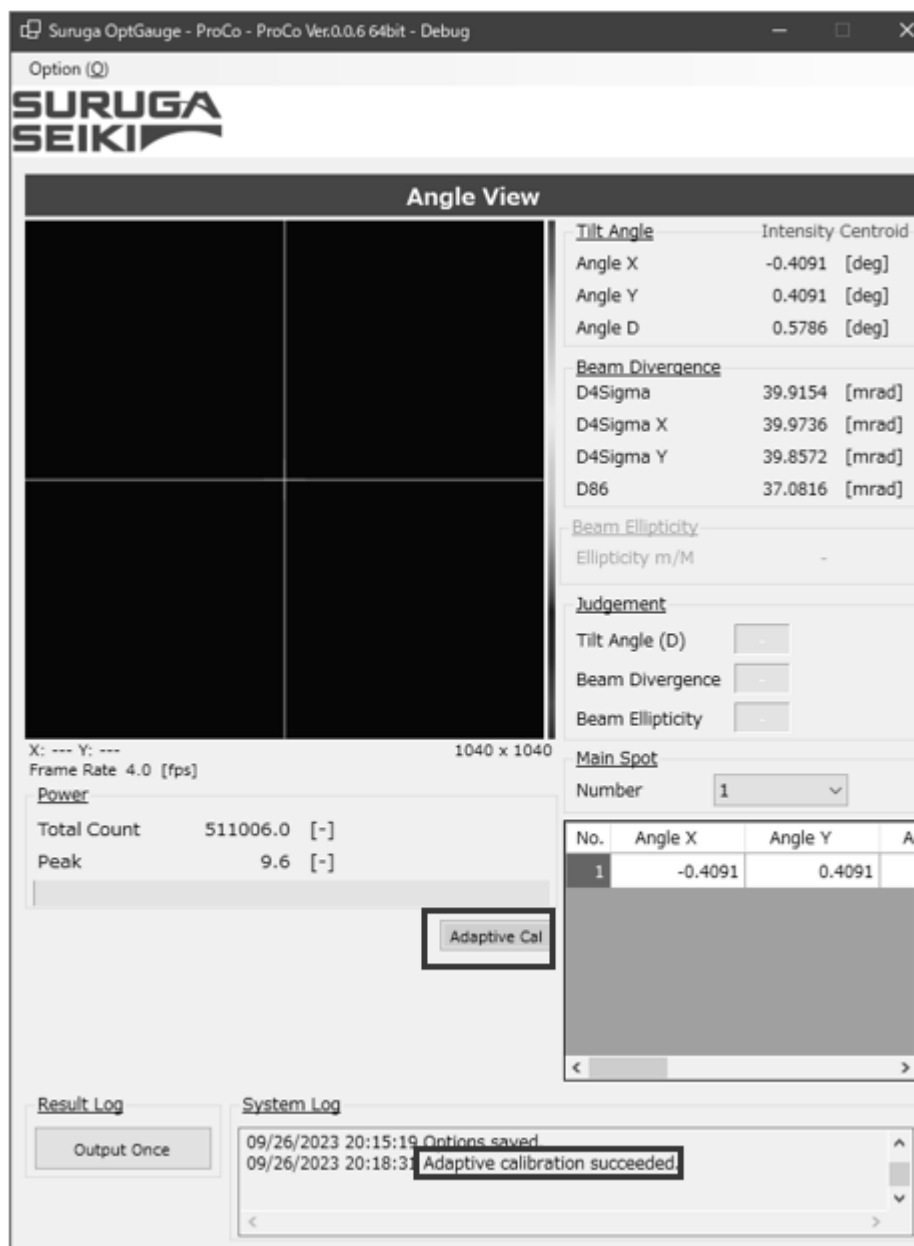 Suruga OptGauge - ProCo - ProCo Ver.0.0.6 64bit - Debug
Option (O)
SURUGA
SEIKI
Angle View
Tilt Angle Intensity Centroid
Angle X -0.4091 [deg]
Angle Y 0.4091 [deg]
Angle D 0.5786 [deg]
Beam Divergence
D4Sigma 39.9154 [mrad]
D4Sigma X 39.9736 [mrad]
D4Sigma Y 39.8572 [mrad]
D86 37.0816 [mrad]
Beam Ellipticity
Ellipticity m/M -
Judgement
Tilt Angle (D) -
Beam Divergence -
Beam Ellipticity -
X: --- Y: --- 1040 x 1040
Frame Rate 4.0 [fps]
Main Spot
Number 1
Power
Total Count 511006.0 [-]
Peak 9.6 [-]
No. Angle X Angle Y A
1 -0.4091 0.4091
Adaptive Cal
Result Log
Output Once
System Log
09/26/2023 20:15:19 Options saved.
09/26/2023 20:18:31 Adaptive calibration succeeded.